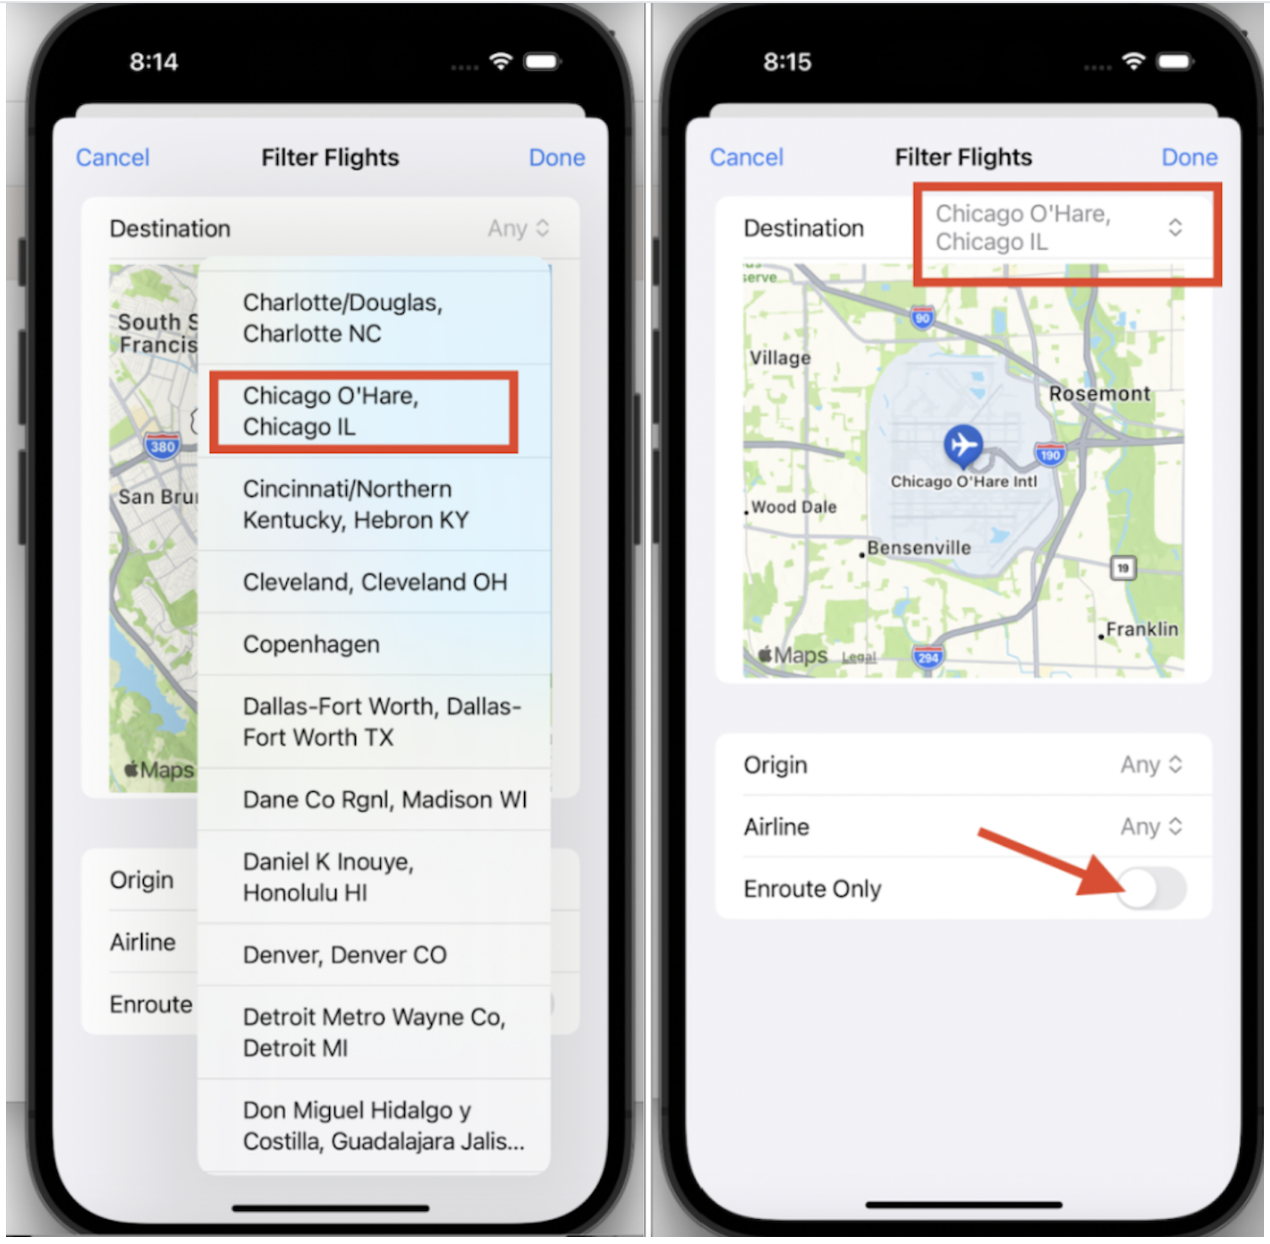 8:14
Cancel
Filter Flights
Done
Destination
Any
South S
Francis
380
San Bru
Maps
Charlotte/Douglas,
Charlotte NC
Chicago O'Hare,
Chicago IL
Cincinnati/Northern
Kentucky, Hebron KY
Cleveland, Cleveland OH
Copenhagen
Dallas-Fort Worth, Dallas-
Fort Worth TX
Dane Co Rgnl, Madison WI
Daniel K Inouye,
Honolulu HI
Denver, Denver CO
Detroit Metro Wayne Co,
Detroit MI
Don Miguel Hidalgo y
Costilla, Guadalajara Jalis...
Origin
Airline
Enroute
8:15
Cancel
Filter Flights
Done
Destination
Chicago O'Hare,
Chicago IL
serve
90
Village
Rosemont
190
Chicago O'Hare Intl
Wood Dale
Bensenville
19
Franklin
294
Maps
Legal
Origin
Any
Airline
Any
Enroute Only